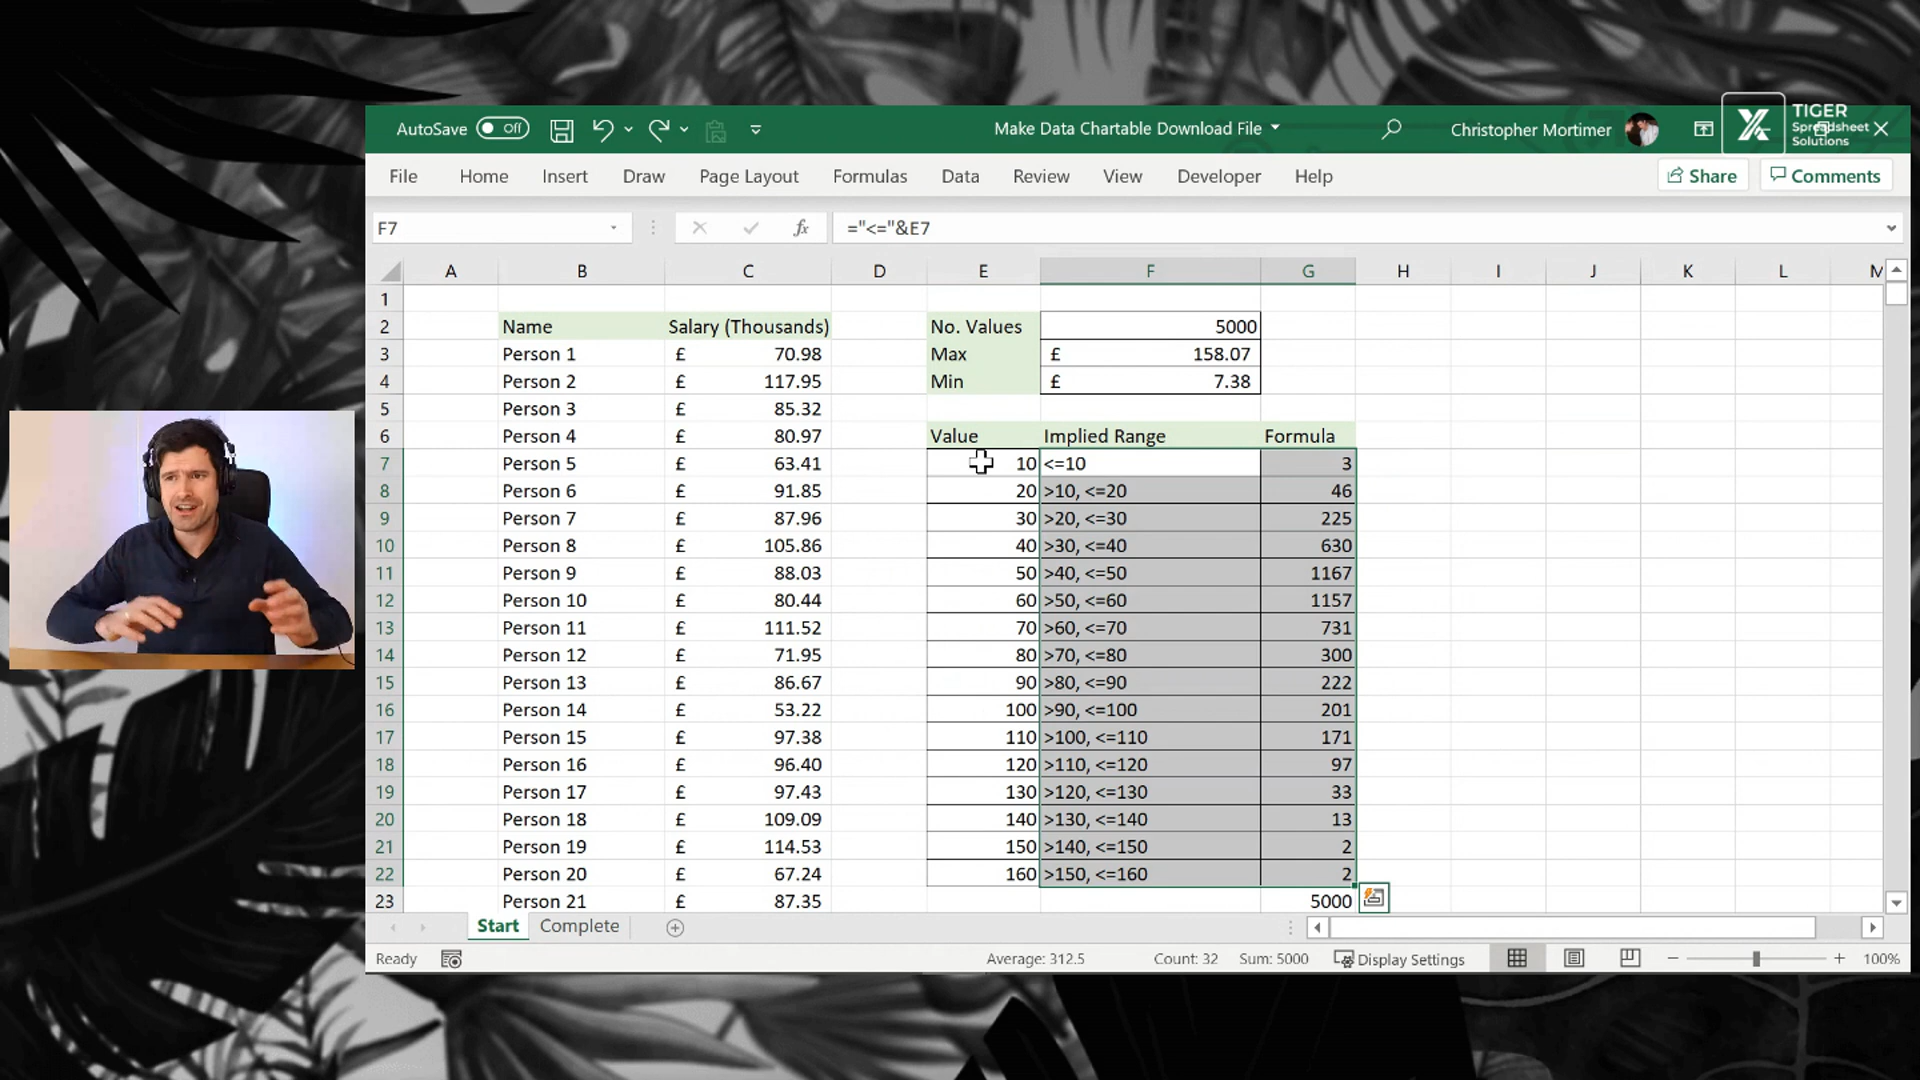 AutoSave Off Make Data Chartable Download File Christopher Mortimer
TIGER
Spreadsheet
Solutions
File Home Insert Draw Page Layout Formulas Data Review View Developer Help Share Comments
F7 fx ="<="&E7
A B C D E F G H I J K L M
1
2 Name Salary (Thousands) No. Values 5000
3 Person 1 £ 70.98 Max £ 158.07
4 Person 2 £ 117.95 Min £ 7.38
5 Person 3 £ 85.32
6 Person 4 £ 80.97 Value Implied Range Formula
7 Person 5 £ 63.41 10 <=10 3
8 Person 6 £ 91.85 20 >10, <=20 46
9 Person 7 £ 87.96 30 >20, <=30 225
10 Person 8 £ 105.86 40 >30, <=40 630
11 Person 9 £ 88.03 50 >40, <=50 1167
12 Person 10 £ 80.44 60 >50, <=60 1157
13 Person 11 £ 111.52 70 >60, <=70 731
14 Person 12 £ 71.95 80 >70, <=80 300
15 Person 13 £ 86.67 90 >80, <=90 222
16 Person 14 £ 53.22 100 >90, <=100 201
17 Person 15 £ 97.38 110 >100, <=110 171
18 Person 16 £ 96.40 120 >110, <=120 97
19 Person 17 £ 97.43 130 >120, <=130 33
20 Person 18 £ 109.09 140 >130, <=140 13
21 Person 19 £ 114.53 150 >140, <=150 2
22 Person 20 £ 67.24 160 >150, <=160 2
23 Person 21 £ 87.35 5000
Start Complete
Ready Average: 312.5 Count: 32 Sum: 5000 Display Settings 100%